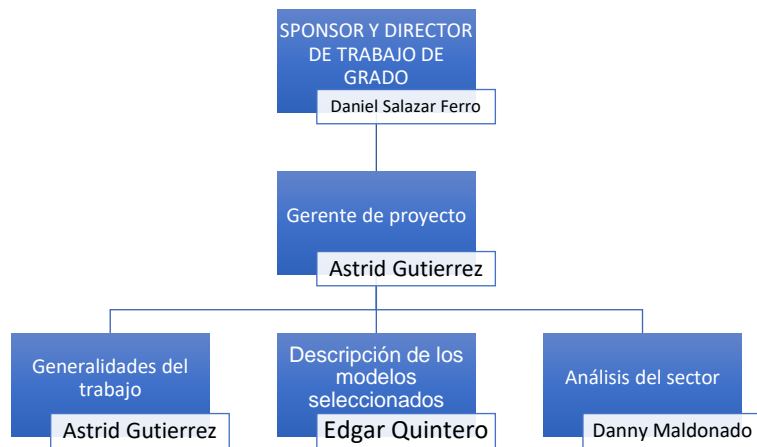 SPONSOR Y DIRECTOR
DE TRABAJO DE
GRADO
Daniel Salazar Ferro
Gerente de proyecto
Astrid Gutierrez
Generalidades del
trabajo
Astrid Gutierrez
Descripción de los
modelos
seleccionados
Edgar Quintero
Análisis del sector
Danny Maldonado